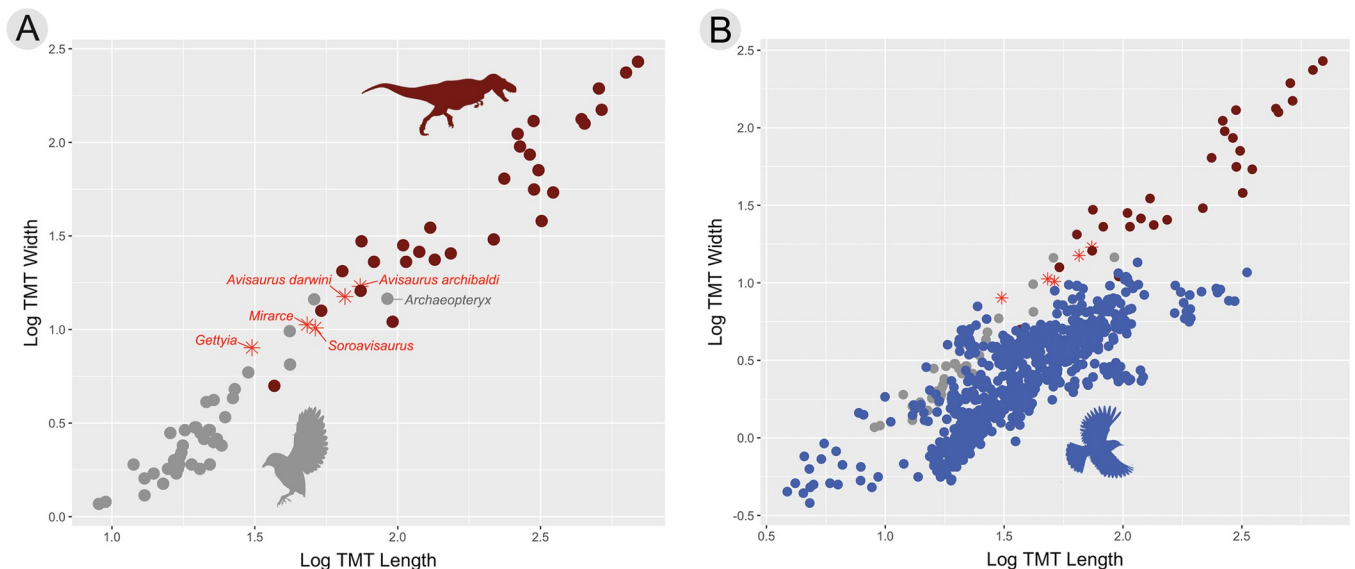 A
2.5
2.0
1.5
1.0
0.5
0.0
Log TMT Width
Avisaurus darwini
Avisaurus archibaldi
Archaeopteryx
Mirarce
Gettyia
Soroavisaurus
1.0
1.5
2.0
2.5
Log TMT Length
B
2.5
2.0
1.5
1.0
0.5
0.0
-0.5
Log TMT Width
0.5
1.0
1.5
2.0
2.5
Log TMT Length